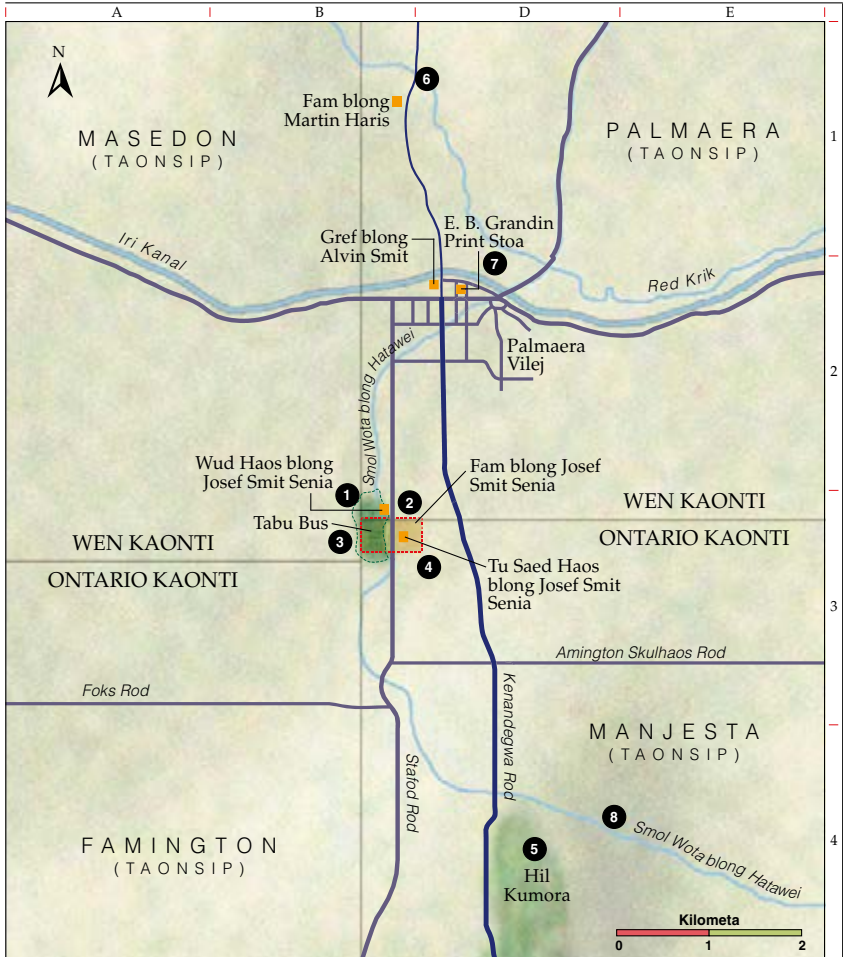 A
B
D
E
N
6
Fam blong
Martin Haris
MASEDON
(TAONSIP)
PALMAERA
(TAONSIP)
1
E. B. Grandin
Print Stoa
Gref blong
Alvin Smit
7
Iri Kanal
Red Krik
Palmaera
Vilej
2
Smol Wota blong Hatawei
Wud Haos blong
Josef Smit Senia
Fam blong Josef
Smit Senia
1
2
Tabu Bus
WEN KAONTI
WEN KAONTI
3
ONTARIO KAONTI
ONTARIO KAONTI
4
Tu Saed Haos
blong Josef Smit
Senia
3
Amington Skulhaos Rod
Foks Rod
Kenandegwa Rod
MANJESTA
(TAONSIP)
Stafod Rod
8
Smol Wota blong Hatawei
FAMINGTON
(TAONSIP)
5
Hil
Kumora
4
Kilometa
0 1 2